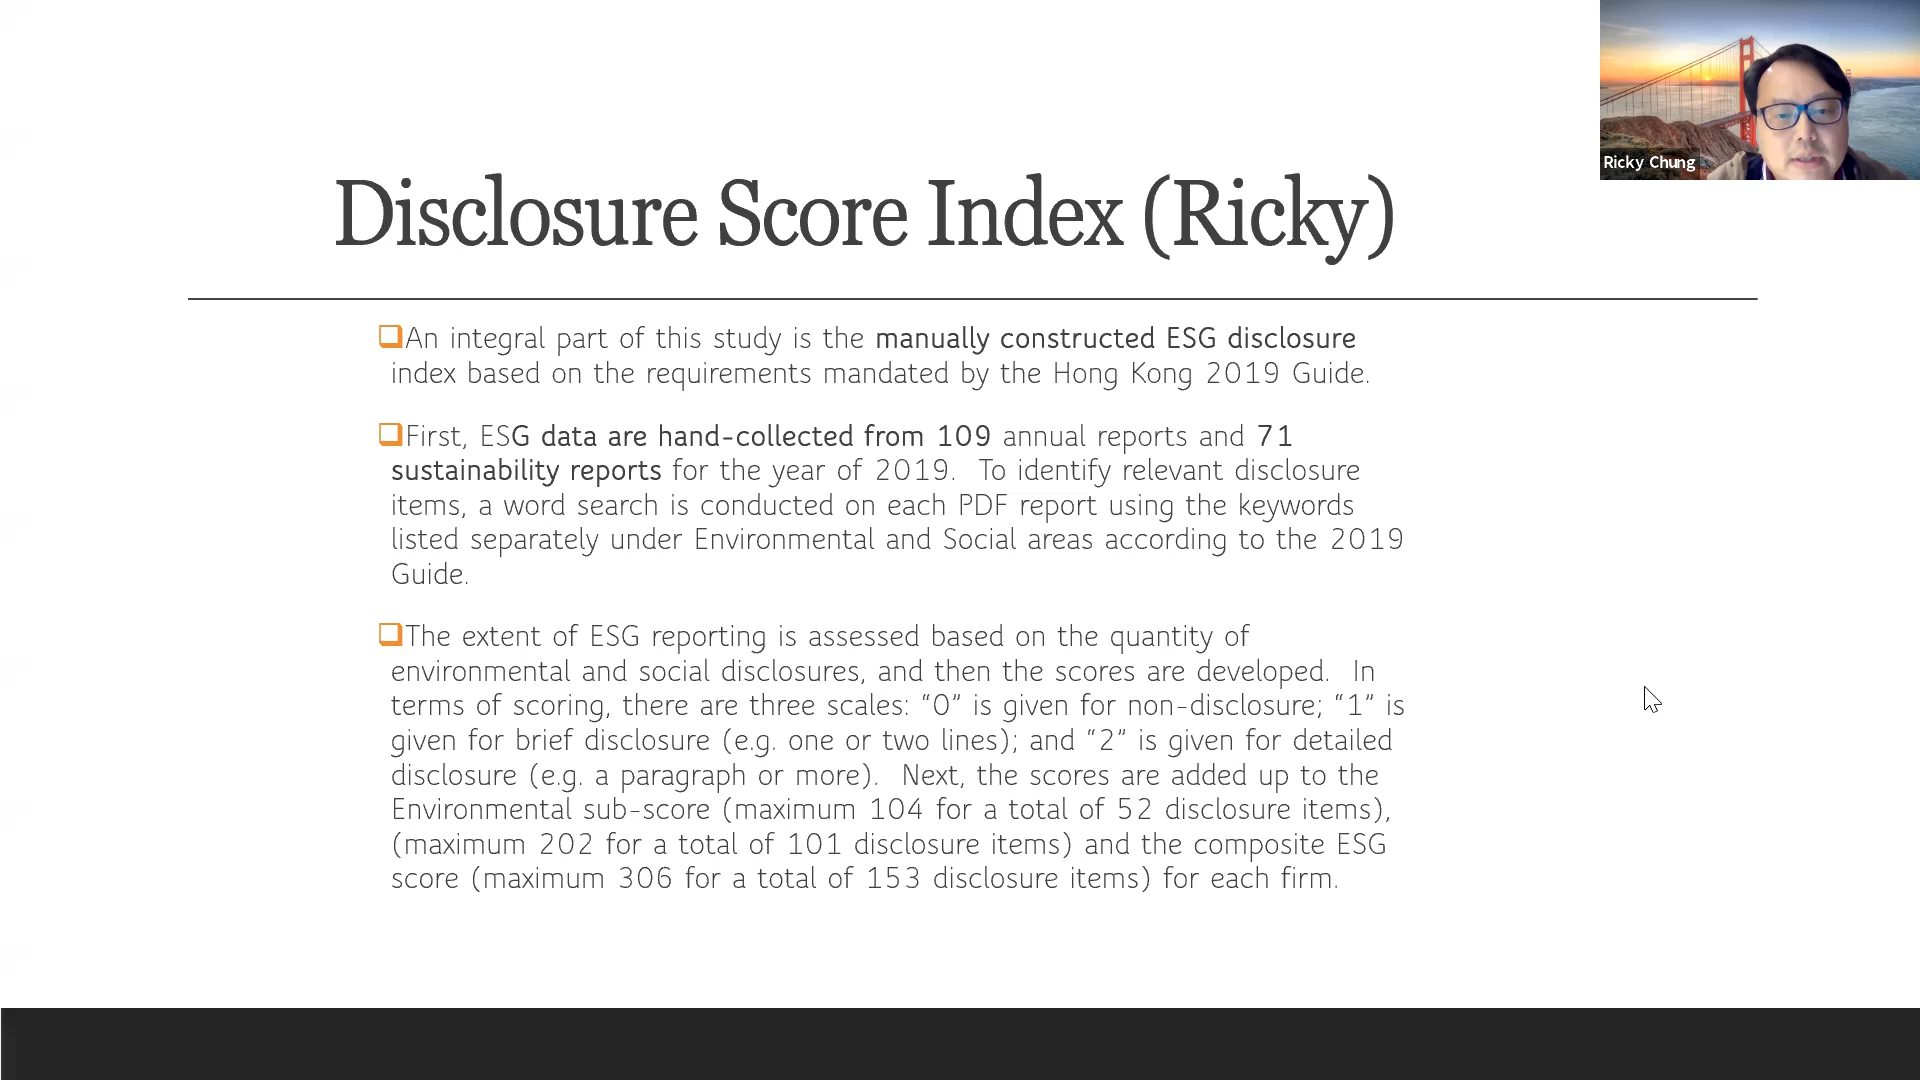 Ricky Chung
Disclosure Score Index (Ricky)
An integral part of this study is the manually constructed ESG disclosure
index based on the requirements mandated by the Hong Kong 2019 Guide.
First, ESG data are hand-collected from 109 annual reports and 71
sustainability reports for the year of 2019. To identify relevant disclosure
items, a word search is conducted on each PDF report using the keywords
listed separately under Environmental and Social areas according to the 2019
Guide.
The extent of ESG reporting is assessed based on the quantity of
environmental and social disclosures, and then the scores are developed. In
terms of scoring, there are three scales: “0” is given for non-disclosure; “1” is
given for brief disclosure (e.g. one or two lines); and “2” is given for detailed
disclosure (e.g. a paragraph or more). Next, the scores are added up to the
Environmental sub-score (maximum 104 for a total of 52 disclosure items),
(maximum 202 for a total of 101 disclosure items) and the composite ESG
score (maximum 306 for a total of 153 disclosure items) for each firm.